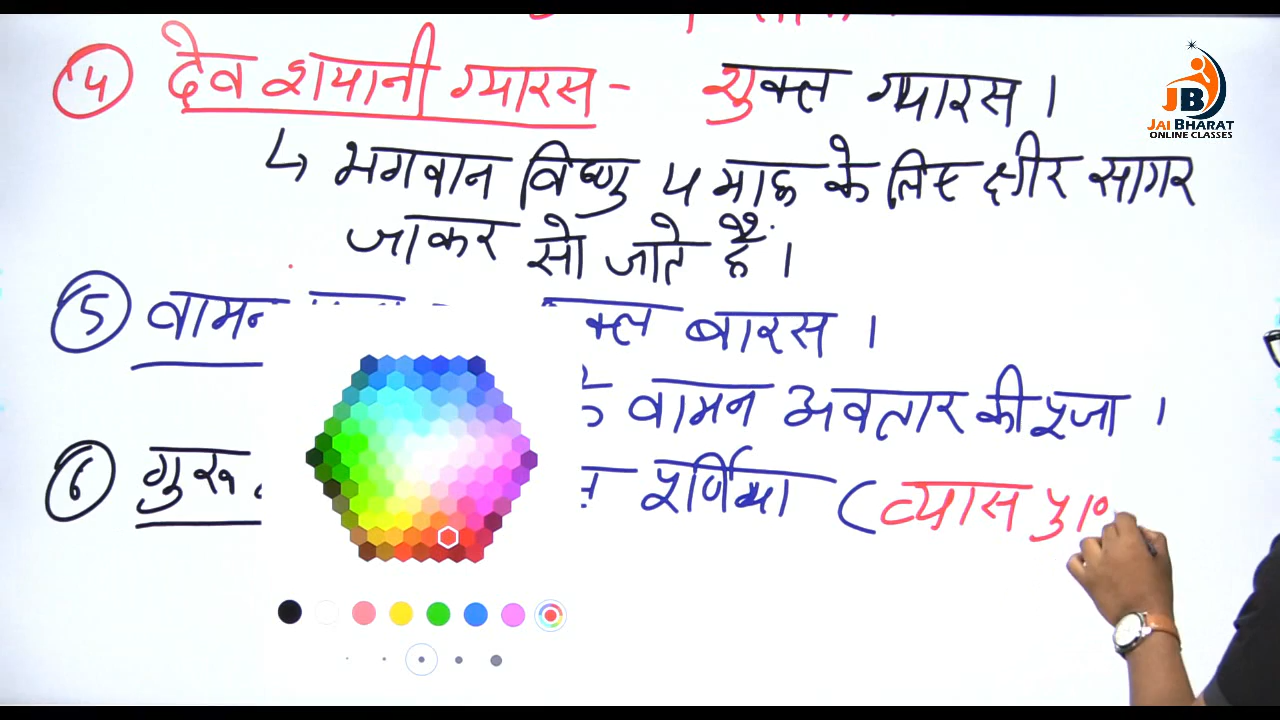 ④ देव शयानी ग्यारस - शुक्ल ग्यारस ।
JB
JAI BHARAT
ONLINE CLASSES
↳ भगवान विष्णु 4 माह के लिए क्षीर सागर
जाकर सो जाते हैं ।
⑤ वामन क्ल बारस ।
के वामन अवतार की पूजा ।
⑥ गुरू पूर्णिमा (व्यास